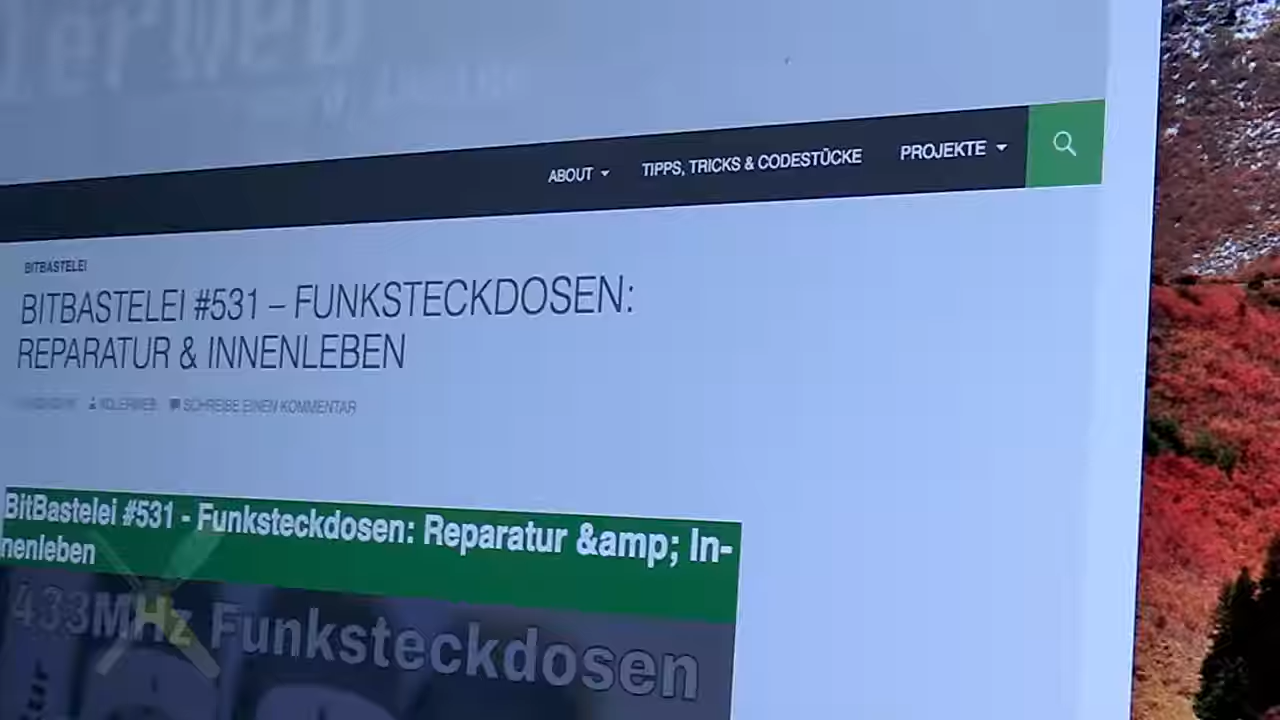 ABOUT TIPPS, TRICKS & CODESTÜCKE PROJEKTE
BITBASTELEI
BITBASTELEI #531 – FUNKSTECKDOSEN:
REPARATUR & INNENLEBEN
ADLERWEB SCHREIBE EINEN KOMMENTAR
BitBastelei #531 - Funksteckdosen: Reparatur &amp; In-
nenleben
433MHz Funksteckdosen